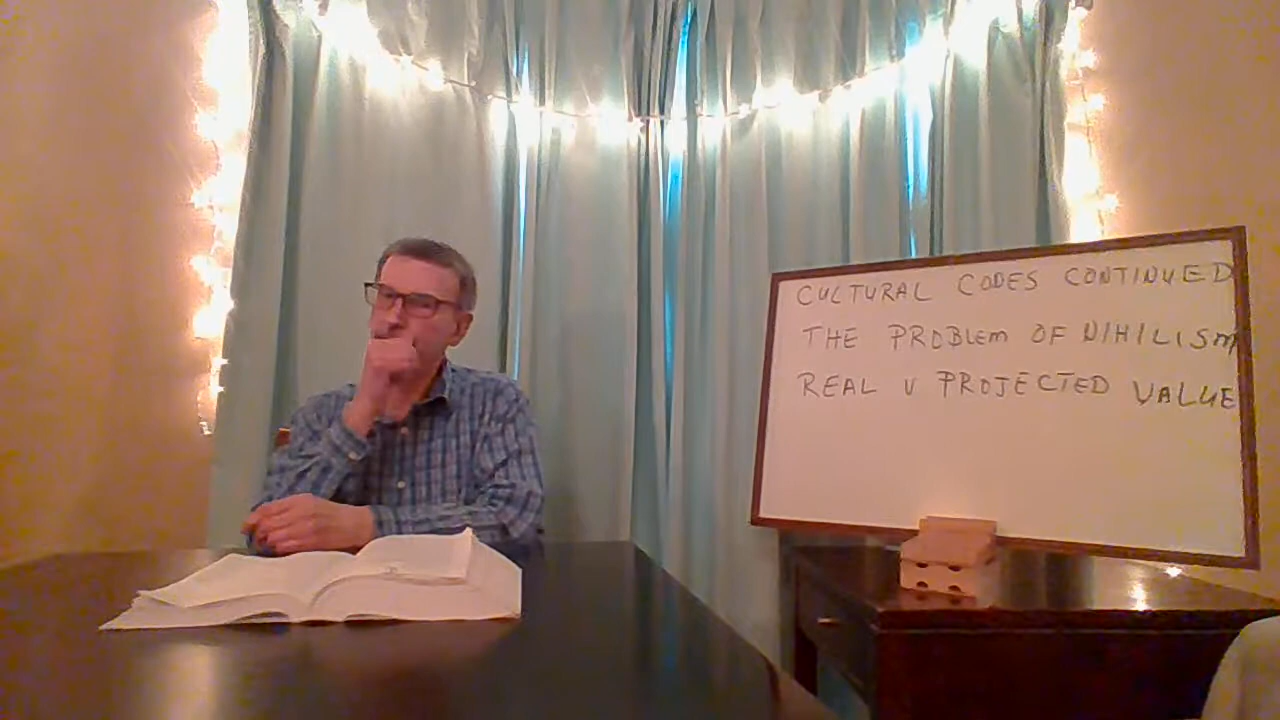 CULTURAL CODES CONTINUED
THE PROBLEM OF NIHILISM
REAL V PROJECTED VALUE